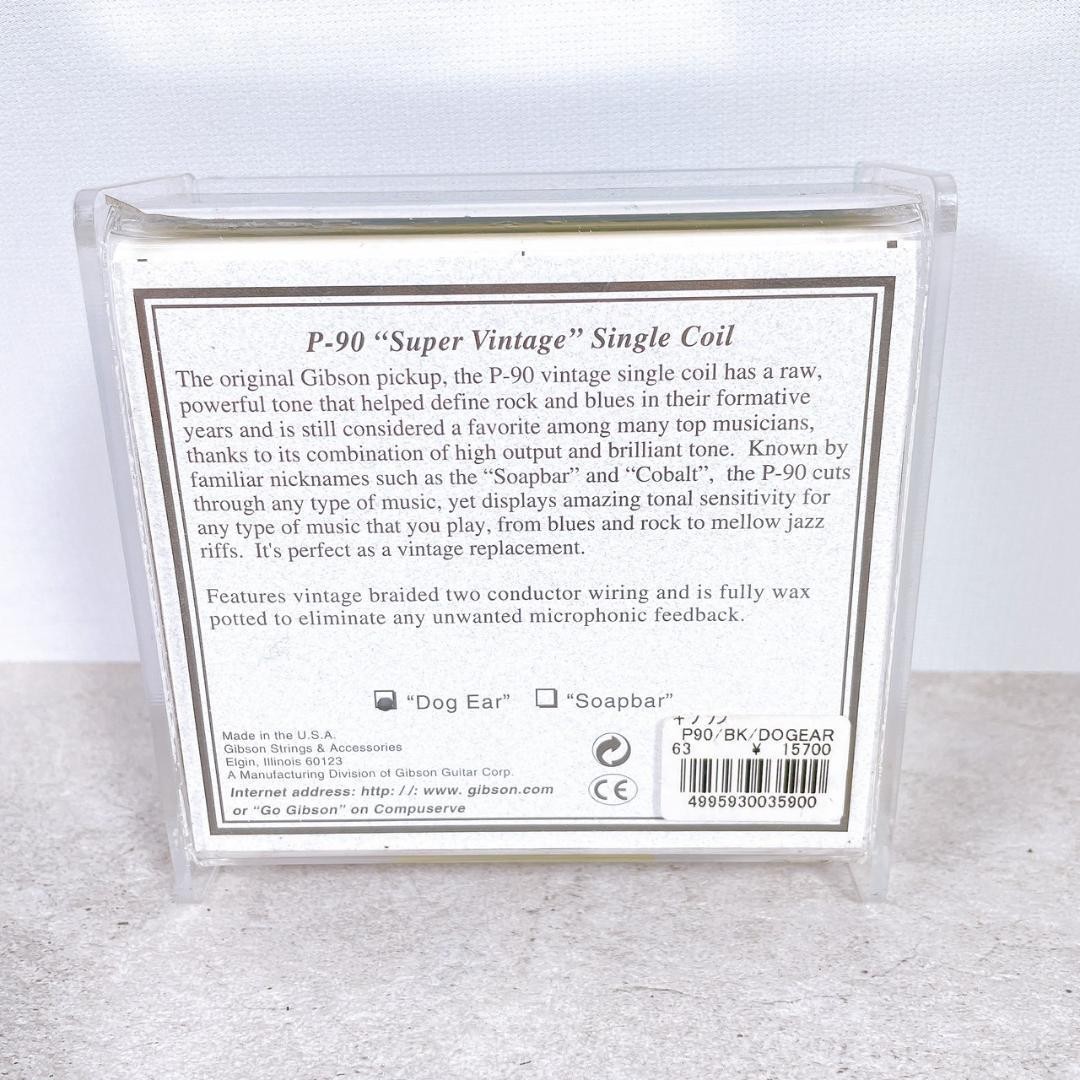 P-90 “Super Vintage” Single Coil
The original Gibson pickup, the P-90 vintage single coil has a raw,
powerful tone that helped define rock and blues in their formative
years and is still considered a favorite among many top musicians,
thanks to its combination of high output and brilliant tone. Known by
familiar nicknames such as the “Soapbar” and “Cobalt”, the P-90 cuts
through any type of music, yet displays amazing tonal sensitivity for
any type of music that you play, from blues and rock to mellow jazz
riffs. It's perfect as a vintage replacement.
Features vintage braided two conductor wiring and is fully wax
potted to eliminate any unwanted microphonic feedback.
“Dog Ear” “Soapbar”
Made in the U.S.A.
Gibson Strings & Accessories
Elgin, Illinois 60123
A Manufacturing Division of Gibson Guitar Corp.
Internet address: http: / /: www. gibson.com
or “Go Gibson” on Compuserve
CE
P90/BK/DOGEAR
63 ¥ 15700
4995930035900